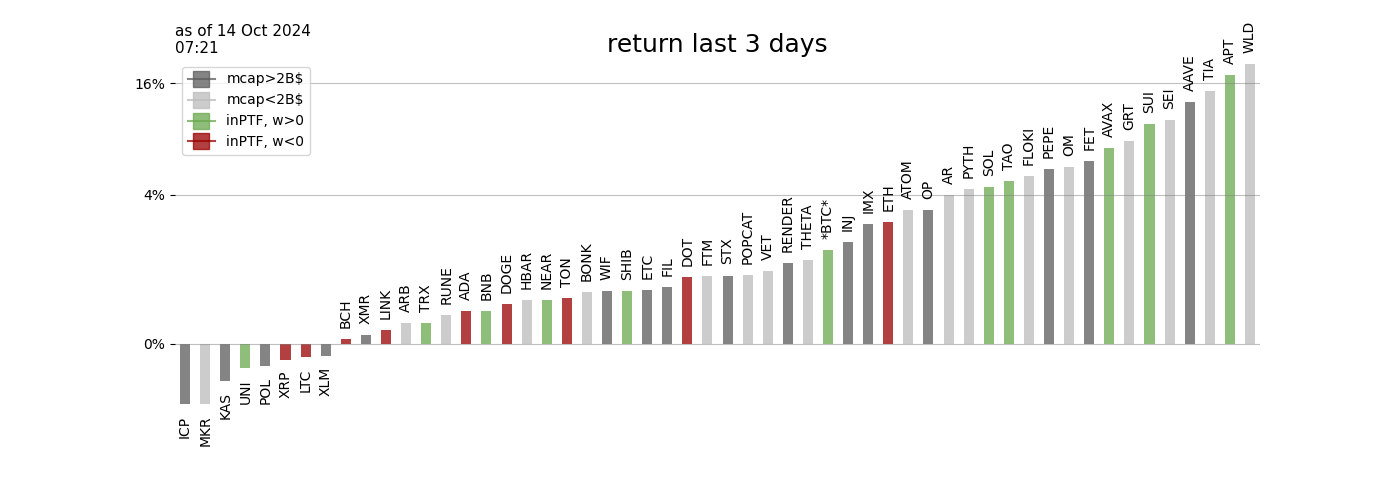 as of 14 Oct 2024
07:21
return last 3 days
mcap>2B$
mcap<2B$
inPTF, w>0
inPTF, w<0
16%
4%
0%
ICP
MKR
KAS
UNI
POL
XRP
LTC
XLM
BCH
XMR
LINK
ARB
TRX
RUNE
ADA
BNB
DOGE
HBAR
NEAR
TON
BONK
WIF
SHIB
ETC
FIL
DOT
FTM
STX
POPCAT
VET
RENDER
THETA
*BTC*
INJ
IMX
ETH
ATOM
OP
AR
PYTH
SOL
TAO
FLOKI
PEPE
OM
FET
AVAX
GRT
SUI
SEI
AAVE
TIA
APT
WLD